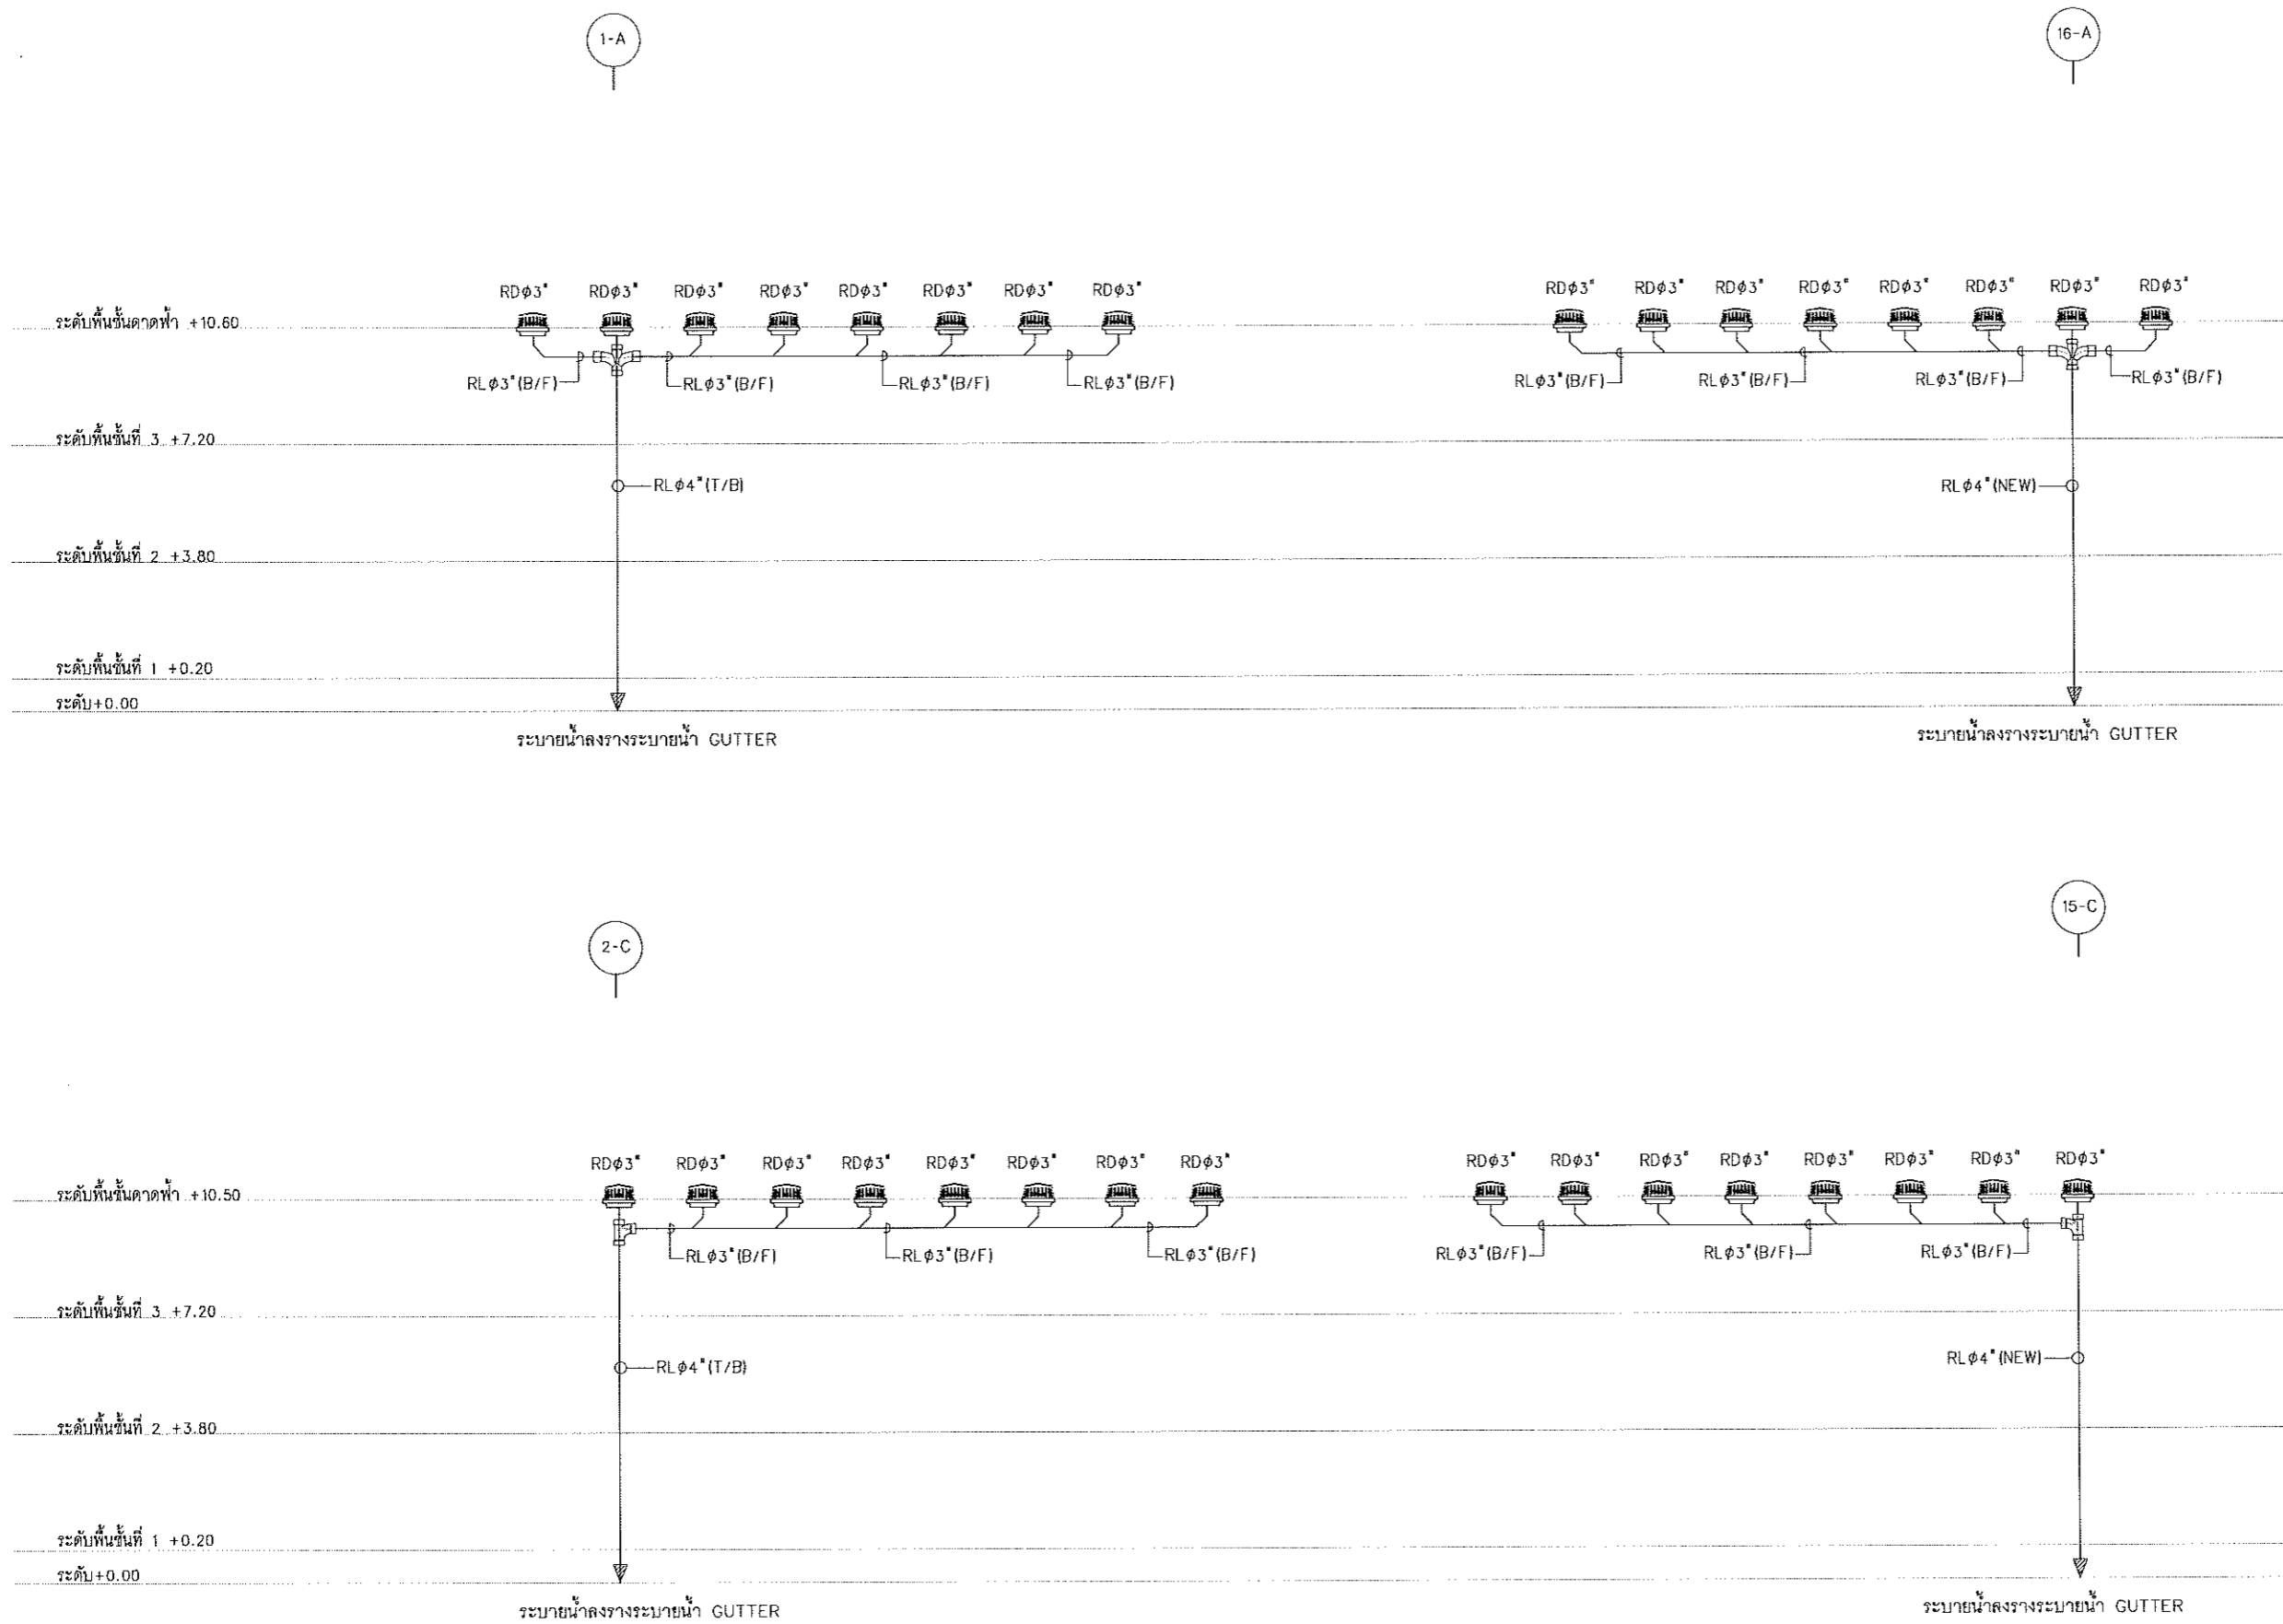 1-A
16-A
RDφ3" RDφ3" RDφ3" RDφ3" RDφ3" RDφ3" RDφ3" RDφ3"
RDφ3" RDφ3" RDφ3" RDφ3" RDφ3" RDφ3" RDφ3" RDφ3"
ระดับพื้นชั้นดาดฟ้า +10.60
RLφ3"(B/F) RLφ3"(B/F) RLφ3"(B/F) RLφ3"(B/F)
RLφ3"(B/F) RLφ3"(B/F) RLφ3"(B/F) RLφ3"(B/F)
ระดับพื้นชั้นที่ 3 +7.20
RLφ4"(T/B)
RLφ4"(NEW)
ระดับพื้นชั้นที่ 2 +3.80
ระดับพื้นชั้นที่ 1 +0.20
ระดับ+0.00
ระบายน้ำลงรางระบายน้ำ GUTTER
ระบายน้ำลงรางระบายน้ำ GUTTER
2-C
15-C
RDφ3" RDφ3" RDφ3" RDφ3" RDφ3" RDφ3" RDφ3" RDφ3"
RDφ3" RDφ3" RDφ3" RDφ3" RDφ3" RDφ3" RDφ3" RDφ3"
ระดับพื้นชั้นดาดฟ้า +10.50
RLφ3"(B/F) RLφ3"(B/F) RLφ3"(B/F)
RLφ3"(B/F) RLφ3"(B/F) RLφ3"(B/F)
ระดับพื้นชั้นที่ 3 +7.20
RLφ4"(T/B)
RLφ4"(NEW)
ระดับพื้นชั้นที่ 2 +3.80
ระดับพื้นชั้นที่ 1 +0.20
ระดับ+0.00
ระบายน้ำลงรางระบายน้ำ GUTTER
ระบายน้ำลงรางระบายน้ำ GUTTER